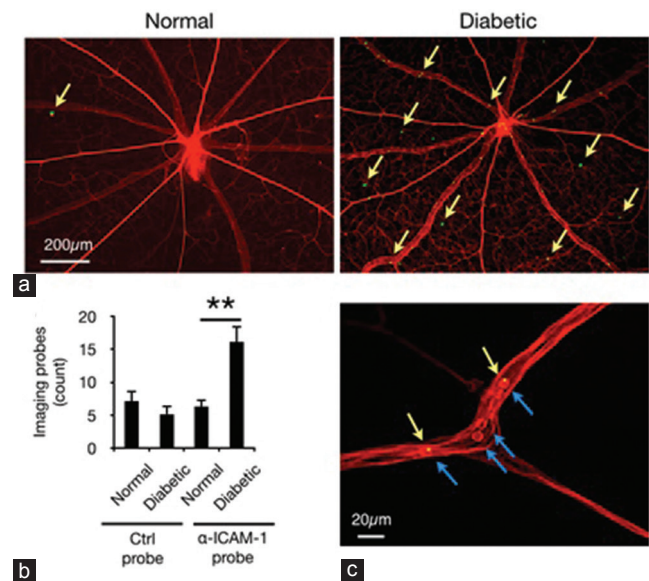 Normal
Diabetic
200µm
a
**
20
15
10
5
0
Imaging probes
(count)
Normal
Diabetic
Normal
Diabetic
Ctrl
probe
α-ICAM-1
probe
b
20µm
c